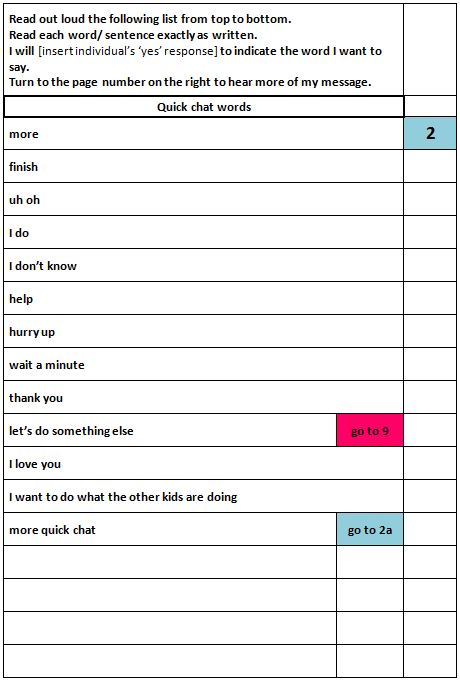 Read out loud the following list from top to bottom.
Read each word/ sentence exactly as written.
I will [insert individual's 'yes' response] to indicate the word I want to
say.
Turn to the page number on the right to hear more of my message.
Quick chat words
more 2
finish
uh oh
I do
I don't know
help
hurry up
wait a minute
thank you
let's do something else go to 9
I love you
I want to do what the other kids are doing
more quick chat go to 2a